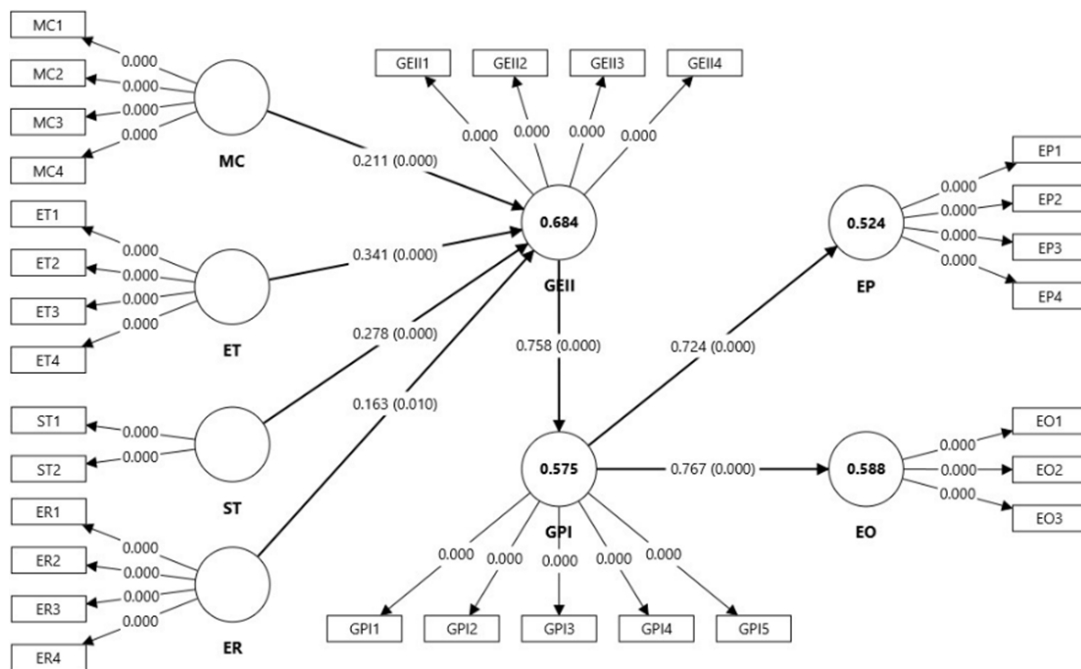 MC1
MC2
MC3
MC4
0.000
0.000
0.000
0.000
MC
ET1
ET2
ET3
ET4
0.000
0.000
0.000
0.000
ET
ST1
ST2
0.000
0.000
ST
ER1
ER2
ER3
ER4
0.000
0.000
0.000
0.000
ER
0.211 (0.000)
0.341 (0.000)
0.278 (0.000)
0.163 (0.010)
GEII1
GEII2
GEII3
GEII4
0.000
0.000
0.000
0.000
0.684
GEII
0.758 (0.000)
0.575
GPI
0.000
0.000
0.000
0.000
0.000
GPI1
GPI2
GPI3
GPI4
GPI5
0.724 (0.000)
0.767 (0.000)
0.524
EP
0.000
0.000
0.000
0.000
EP1
EP2
EP3
EP4
0.588
EO
0.000
0.000
0.000
EO1
EO2
EO3